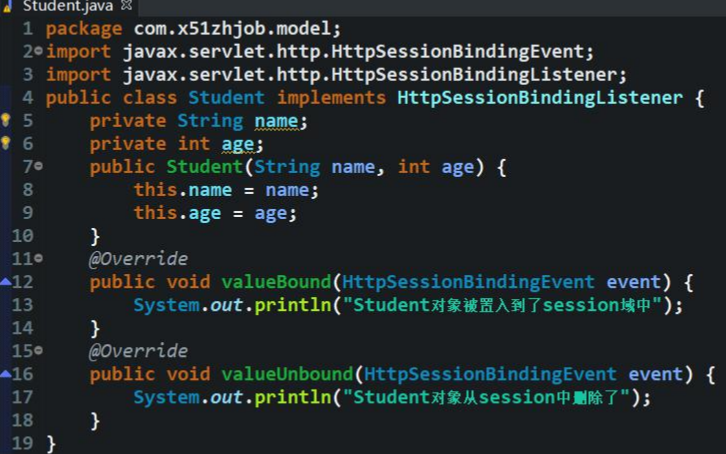 Student.java
1 package com.x51zhjob.model;
2 import javax.servlet.http.HttpSessionBindingEvent;
3 import javax.servlet.http.HttpSessionBindingListener;
4 public class Student implements HttpSessionBindingListener {
5     private String name;
6     private int age;
7     public Student(String name, int age) {
8         this.name = name;
9         this.age = age;
10     }
11     @Override
12     public void valueBound(HttpSessionBindingEvent event) {
13         System.out.println("Student对象被置入到了session域中");
14     }
15     @Override
16     public void valueUnbound(HttpSessionBindingEvent event) {
17         System.out.println("Student对象从session中删除了");
18     }
19 }